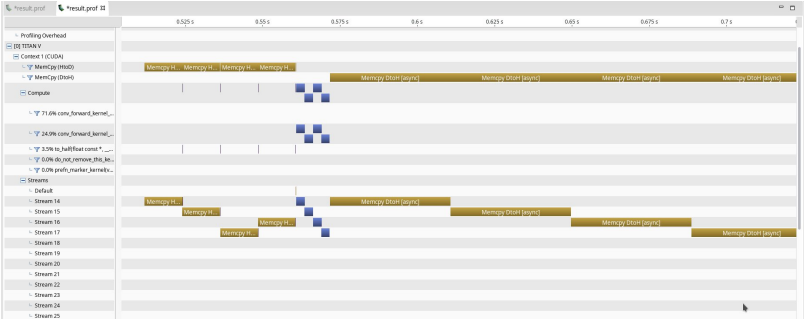 *result.prof *result.prof
0.525 s 0.55 s 0.575 s 0.6 s 0.625 s 0.65 s 0.675 s 0.7 s
Profiling Overhead
[0] TITAN V
Context 1 (CUDA)
MemCpy (HtoD) Memcpy H... Memcpy H... Memcpy H... Memcpy H...
MemCpy (DtoH) Memcpy DtoH [async] Memcpy DtoH [async] Memcpy DtoH [async] Memcpy DtoH [async]
Compute
71.6% conv_forward_kernel_...
24.9% conv_forward_kernel_...
3.5% to_half(float const *, __...
0.0% do_not_remove_this_ke...
0.0% prefn_marker_kernel(v...
Streams
Default
Stream 14 Memcpy H... Memcpy DtoH [async]
Stream 15 Memcpy H... Memcpy DtoH [async]
Stream 16 Memcpy H... Memcpy DtoH [async]
Stream 17 Memcpy H... Memcpy DtoH [async]
Stream 18
Stream 19
Stream 20
Stream 21
Stream 22
Stream 23
Stream 24
Stream 25